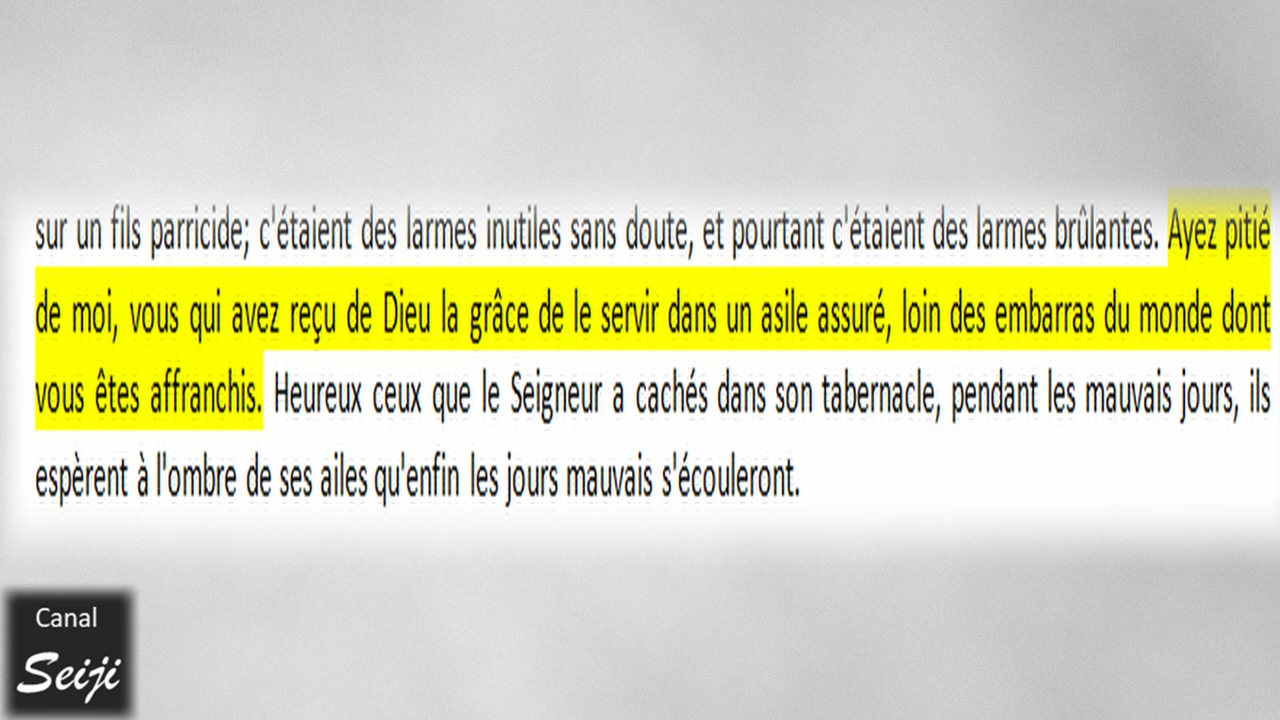 sur un fils parricide; c'étaient des larmes inutiles sans doute, et pourtant c'étaient des larmes brûlantes. Ayez pitié
de moi, vous qui avez reçu de Dieu la grâce de le servir dans un asile assuré, loin des embarras du monde dont
vous êtes affranchis. Heureux ceux que le Seigneur a cachés dans son tabernacle, pendant les mauvais jours, ils
espèrent à l'ombre de ses ailes qu'enfin les jours mauvais s'écouleront.
Canal
Seiji